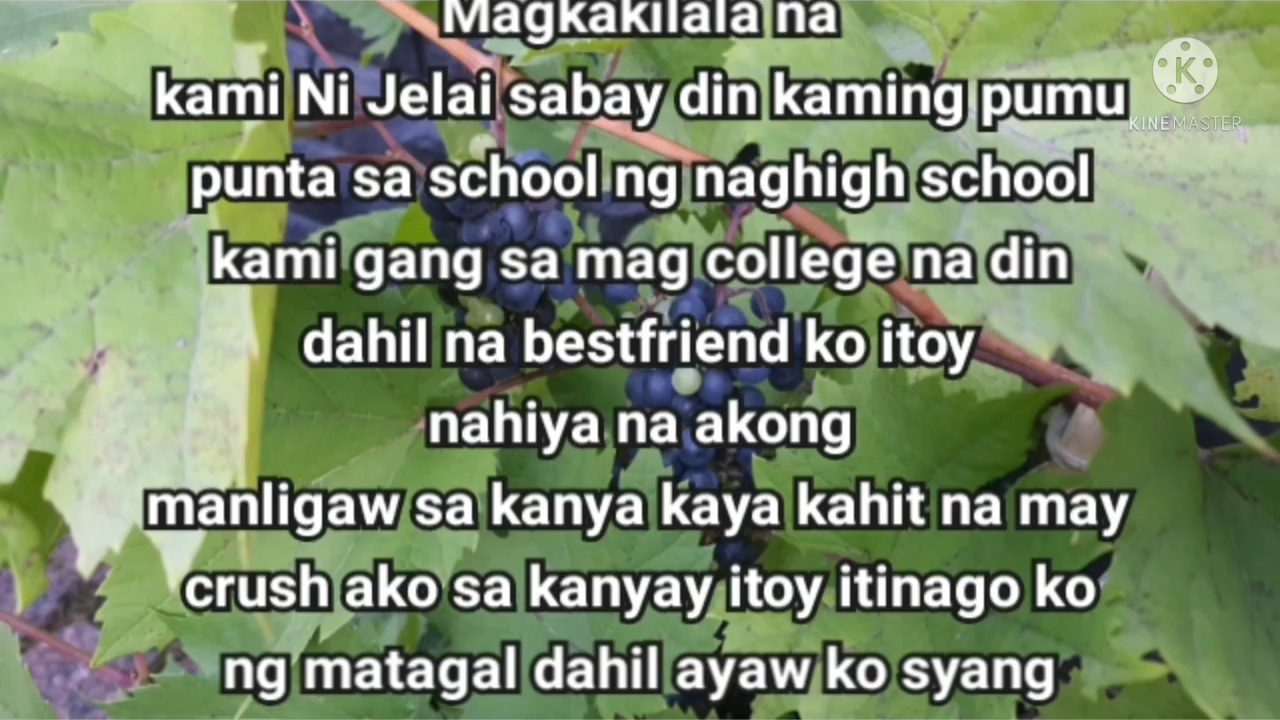 Magkakilala na
kami Ni Jelai sabay din kaming pumu
punta sa school ng naghigh school
kami gang sa mag college na din
dahil na bestfriend ko itoy
nahiya na akong
manligaw sa kanya kaya kahit na may
crush ako sa kanyay itoy itinago ko
ng matagal dahil ayaw ko syang
K
KINEMASTER